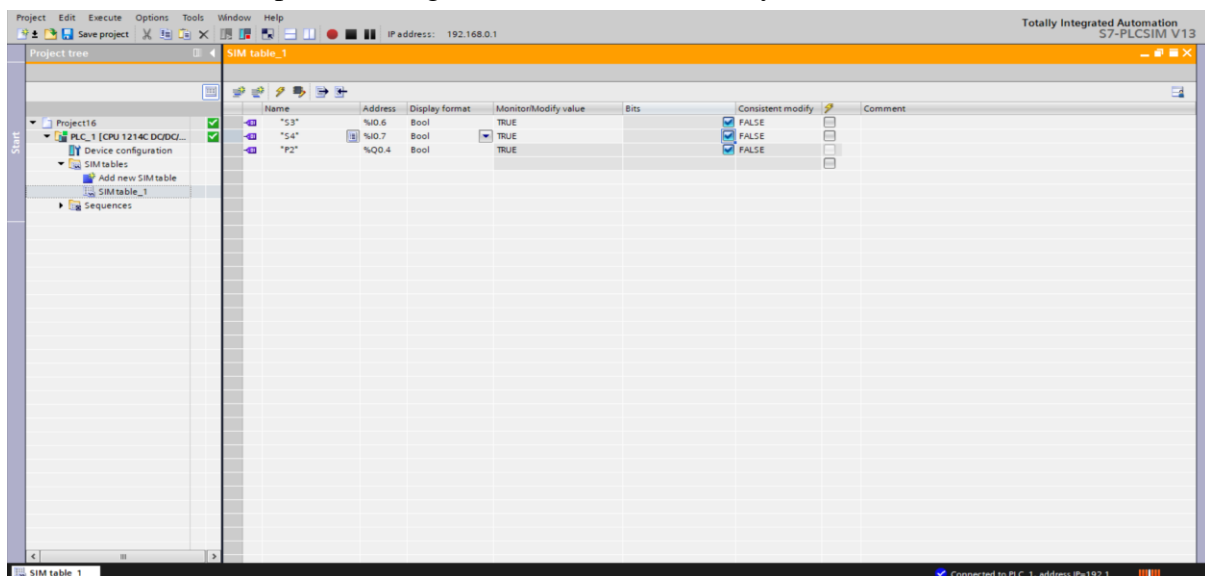 Project Edit Execute Options Tools Window Help
Totally Integrated Automation
S7-PLCSIM V13
Save project IP address: 192.168.0.1
Project tree
SIM table_1
Name Address Display format Monitor/Modify value Bits Consistent modify Comment
Project16
PLC_1 [CPU 1214C DC/DC/...
Device configuration
SIM tables
Add new SIM table
SIM table_1
Sequences
"S3" %I0.6 Bool TRUE FALSE
"S4" %I0.7 Bool TRUE FALSE
"P2" %Q0.4 Bool TRUE FALSE
Start
SIM table_1
Connected to PLC_1, address IP=192.1